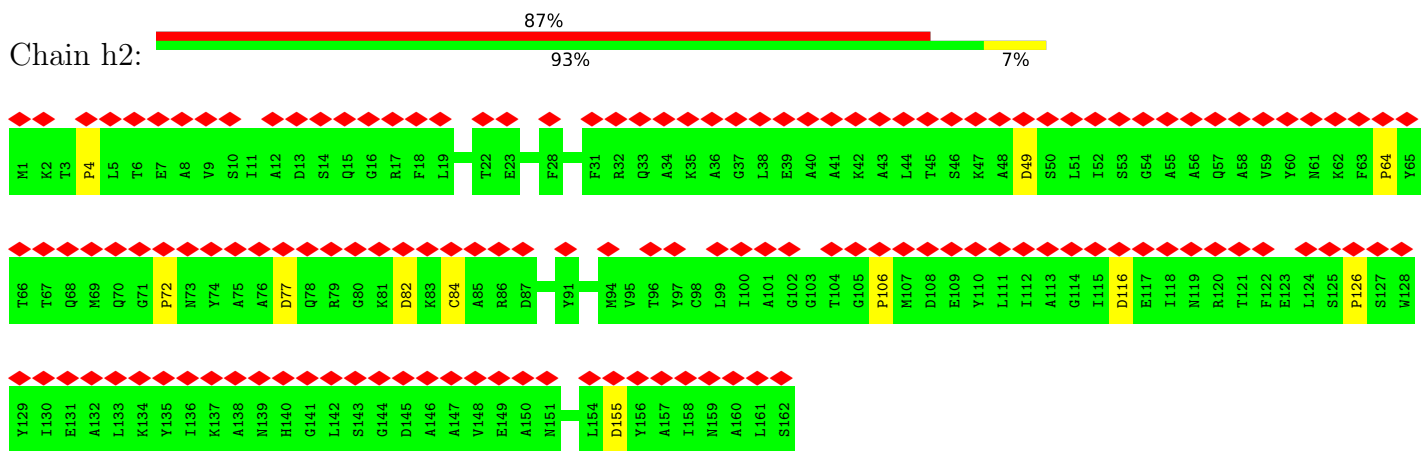 87%
Chain h2:
93% 7%
M1 K2 T3 P4 L5 T6 E7 A8 V9 S10 I11 A12 D13 S14 Q15 G16 R17 F18 L19 T22 E23 F28 F31 R32 Q33 A34 K35 A36 G37 L38 E39 A40 A41 K42 A43 L44 T45 S46 K47 A48 D49 S50 L51 I52 S53 G54 A55 A56 Q57 A58 V59 Y60 N61 K62 F63 P64 Y65
T66 T67 Q68 M69 Q70 G71 P72 N73 Y74 A75 A76 D77 Q78 R79 G80 K81 D82 K83 C84 A85 R86 D87 Y91 M94 V95 T96 Y97 C98 L99 I100 A101 G102 G103 T104 G105 P106 M107 D108 E109 Y110 L111 I112 A113 G114 I115 D116 E117 I118 N119 R120 T121 F122 E123 L124 S125 P126 S127 W128
Y129 I130 E131 A132 L133 K134 Y135 I136 K137 A138 N139 H140 G141 L142 S143 G144 D145 A146 A147 V148 E149 A150 N151 L154 D155 Y156 A157 I158 N159 A160 L161 S162